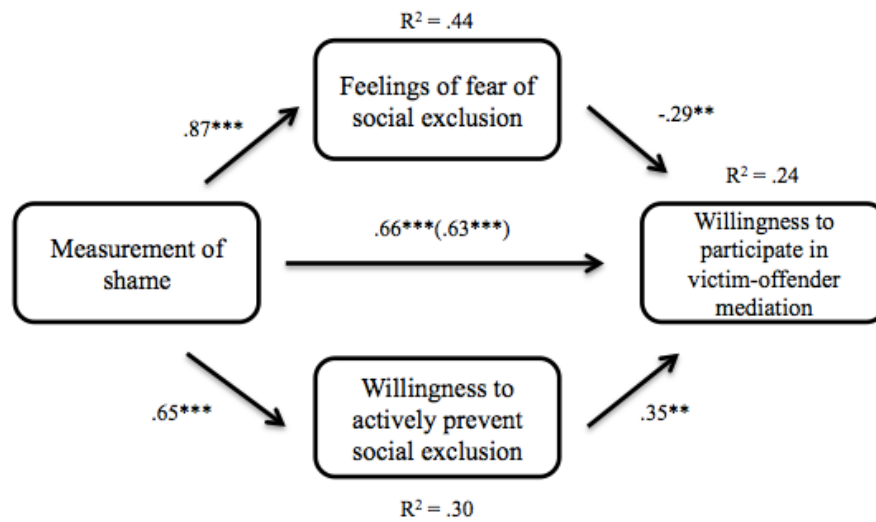 R² = .44
Feelings of fear of
social exclusion
.87***
-.29**
R² = .24
Measurement of
shame
.66***(.63***)
Willingness to
participate in
victim-offender
mediation
.65***
Willingness to
actively prevent
social exclusion
.35**
R² = .30